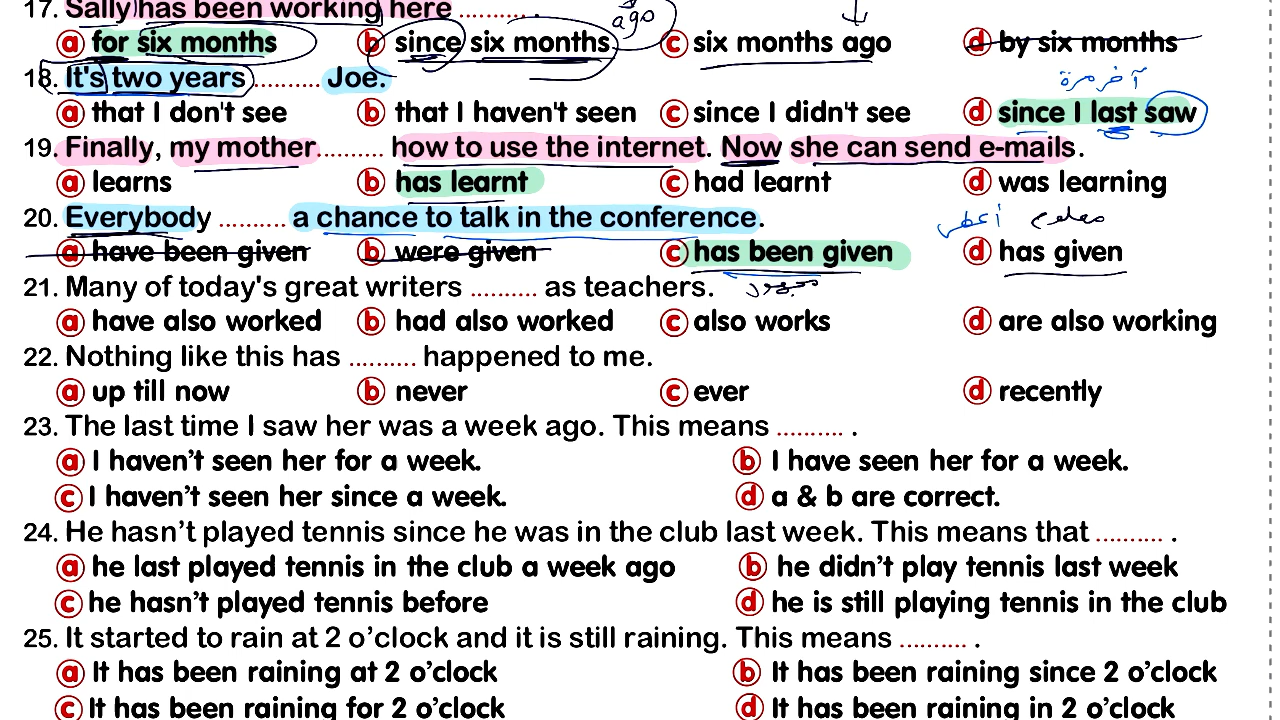 17. Sally has been working here .......... .
ago
ⓐ for six months ⓑ since six months ⓒ six months ago ⓓ by six months
18. It's two years .......... Joe.
آخر مرة
ⓐ that I don't see ⓑ that I haven't seen ⓒ since I didn't see ⓓ since I last saw
19. Finally, my mother.......... how to use the internet. Now she can send e-mails.
ⓐ learns ⓑ has learnt ⓒ had learnt ⓓ was learning
20. Everybody .......... a chance to talk in the conference.
ⓐ have been given ⓑ were given ⓒ has been given ⓓ has given
21. Many of today's great writers .......... as teachers.
ⓐ have also worked ⓑ had also worked ⓒ also works ⓓ are also working
22. Nothing like this has .......... happened to me.
ⓐ up till now ⓑ never ⓒ ever ⓓ recently
23. The last time I saw her was a week ago. This means .......... .
ⓐ I haven’t seen her for a week. ⓑ I have seen her for a week.
ⓒ I haven’t seen her since a week. ⓓ a & b are correct.
24. He hasn’t played tennis since he was in the club last week. This means that .......... .
ⓐ he last played tennis in the club a week ago ⓑ he didn’t play tennis last week
ⓒ he hasn’t played tennis before ⓓ he is still playing tennis in the club
25. It started to rain at 2 o’clock and it is still raining. This means .......... .
ⓐ It has been raining at 2 o’clock ⓑ It has been raining since 2 o’clock
ⓒ It has been raining for 2 o’clock ⓓ It has been raining in 2 o’clock